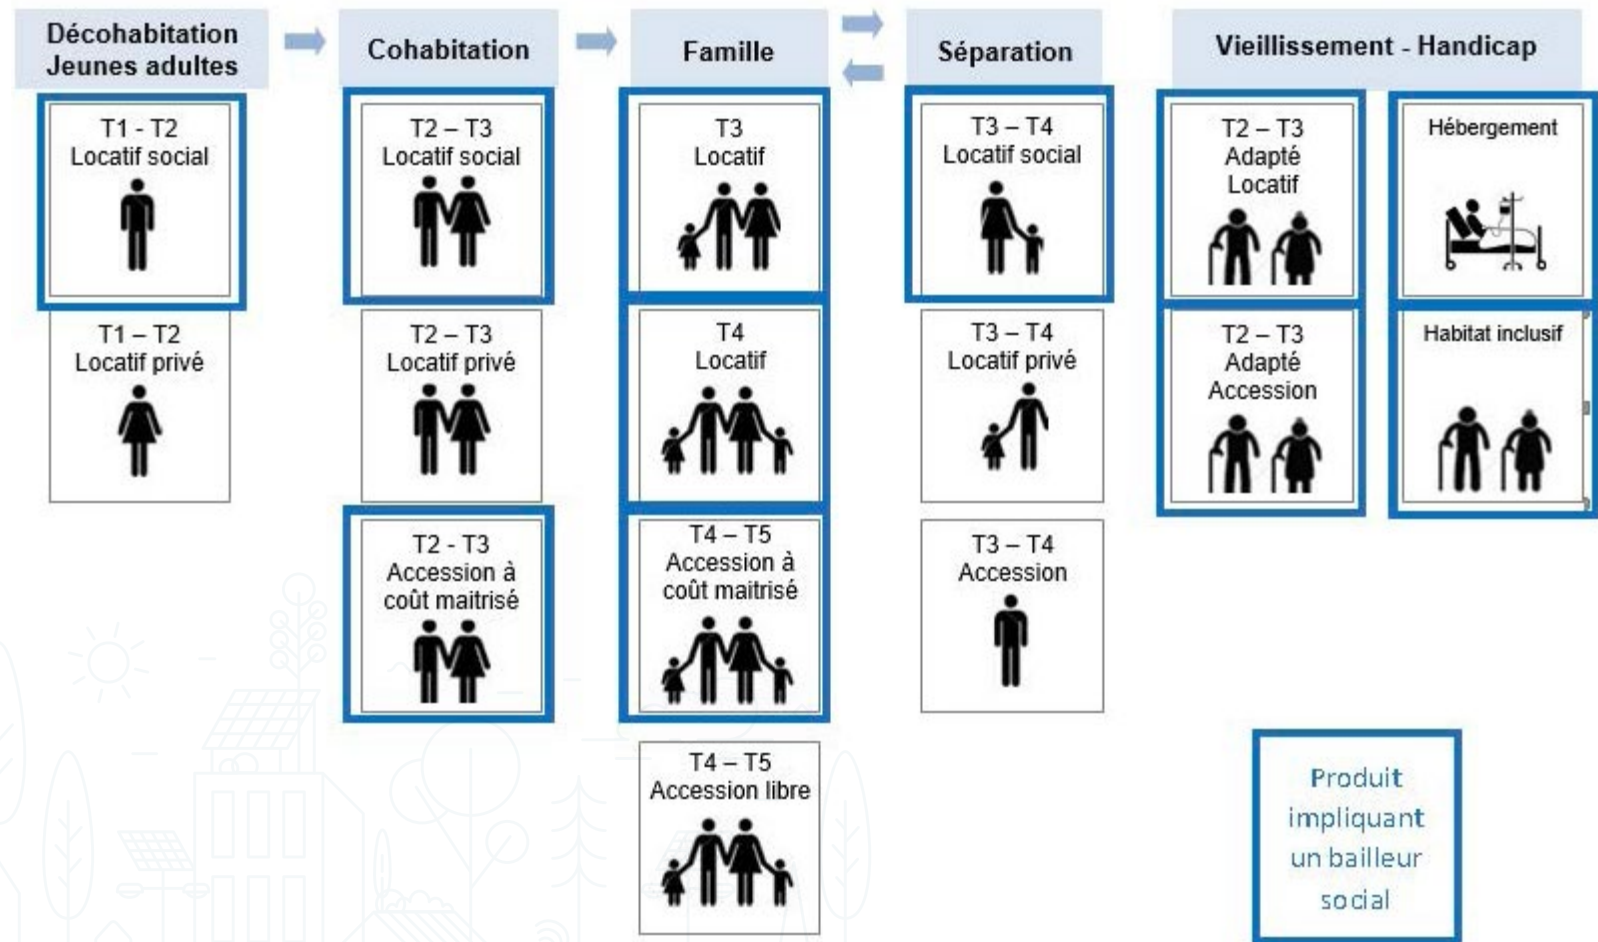 Décohabitation
Jeunes adultes
Cohabitation
Famille
Séparation
Vieillissement - Handicap
T1 - T2
Locatif social
T1 – T2
Locatif privé
T2 – T3
Locatif social
T2 – T3
Locatif privé
T2 - T3
Accession à
coût maitrisé
T3
Locatif
T4
Locatif
T4 – T5
Accession à
coût maitrisé
T4 – T5
Accession libre
T3 – T4
Locatif social
T3 – T4
Locatif privé
T3 – T4
Accession
T2 – T3
Adapté
Locatif
T2 – T3
Adapté
Accession
Hébergement
Habitat inclusif
Produit
impliquant
un bailleur
social